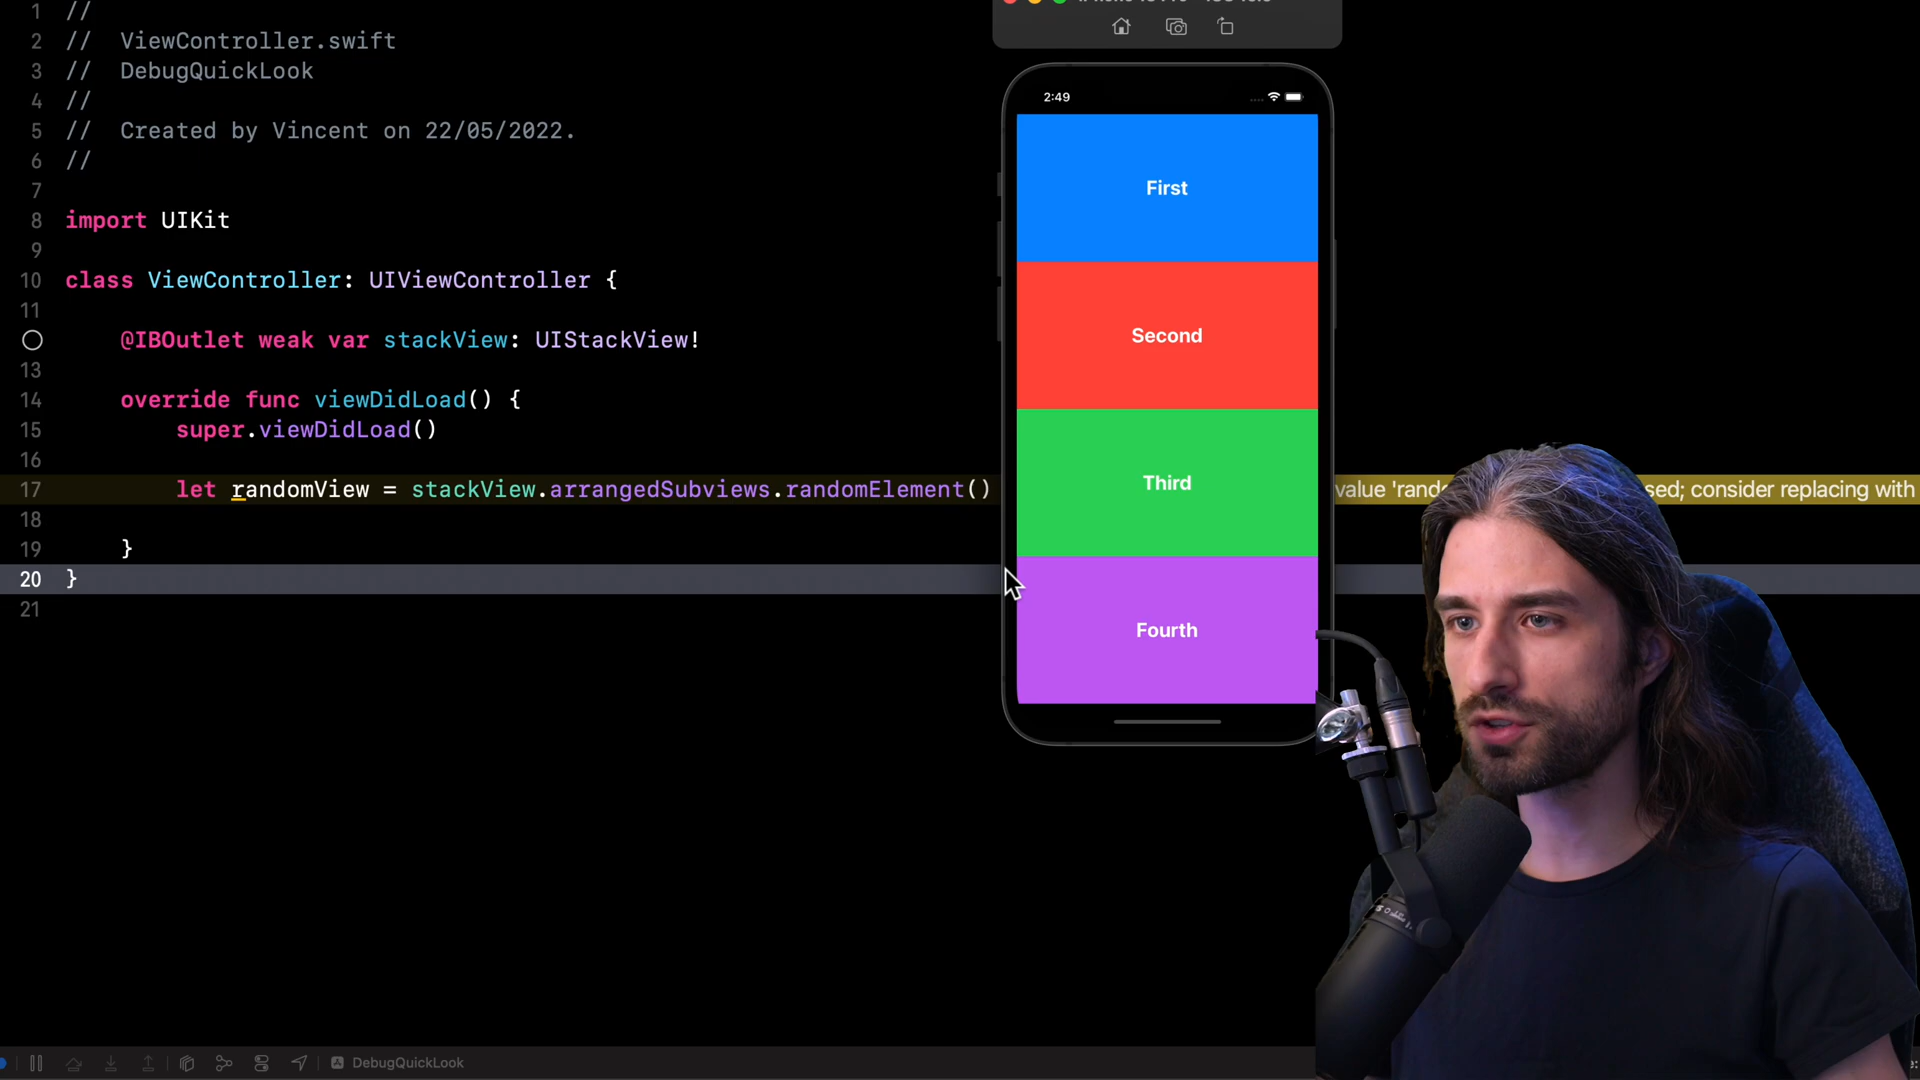 1 //
2 // ViewController.swift
3 // DebugQuickLook
4 //
5 // Created by Vincent on 22/05/2022.
6 //
7
8 import UIKit
9
10 class ViewController: UIViewController {
11
@IBOutlet weak var stackView: UIStackView!
13
14 override func viewDidLoad() {
15 super.viewDidLoad()
16
17 let randomView = stackView.arrangedSubviews.randomElement() value 'rand sed; consider replacing with
18
19 }
20 }
21
2:49
First
Second
Third
Fourth
DebugQuickLook